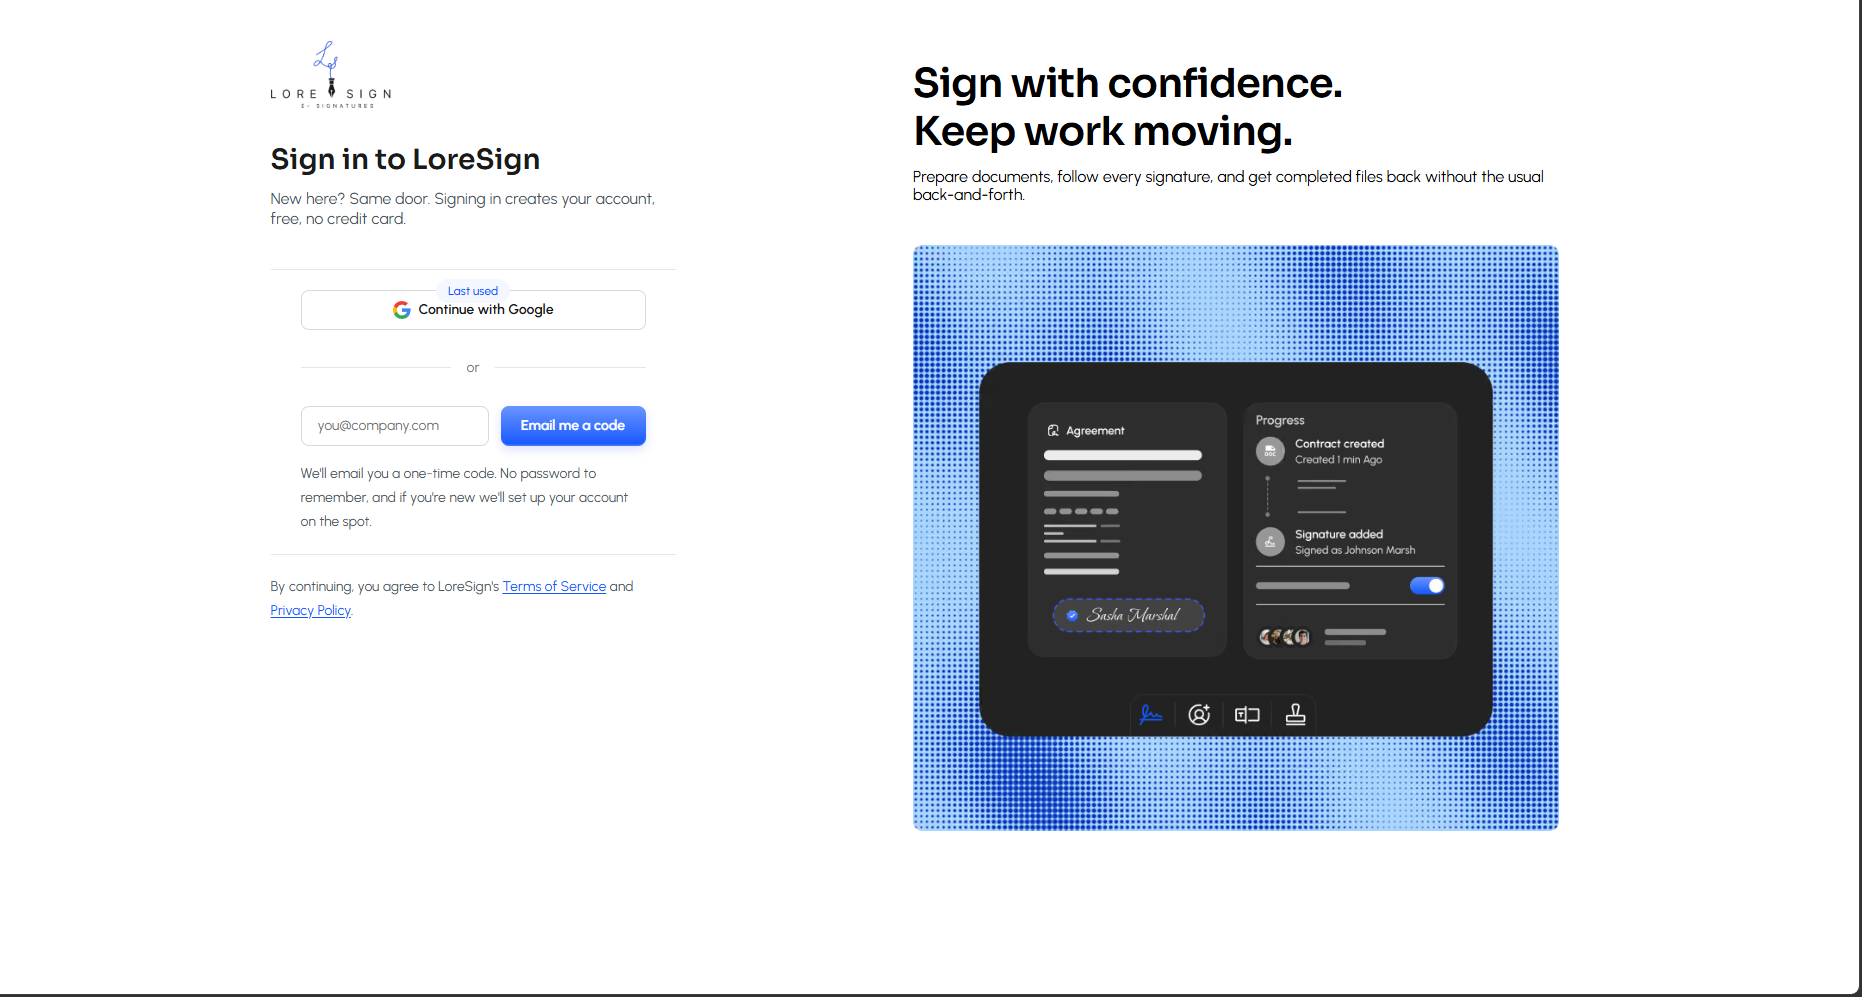 Ls
LORE SIGN
E- SIGNATURES
Sign in to LoreSign
New here? Same door. Signing in creates your account,
free, no credit card.
Last used
Continue with Google
or
you@company.com
Email me a code
We'll email you a one-time code. No password to
remember, and if you're new we'll set up your account
on the spot.
By continuing, you agree to LoreSign's Terms of Service and
Privacy Policy.
Sign with confidence.
Keep work moving.
Prepare documents, follow every signature, and get completed files back without the usual
back-and-forth.
Agreement
Sasha Marshal
Progress
DOC
Contract created
Created 1 min Ago
Signature added
Signed as Johnson Marsh
T